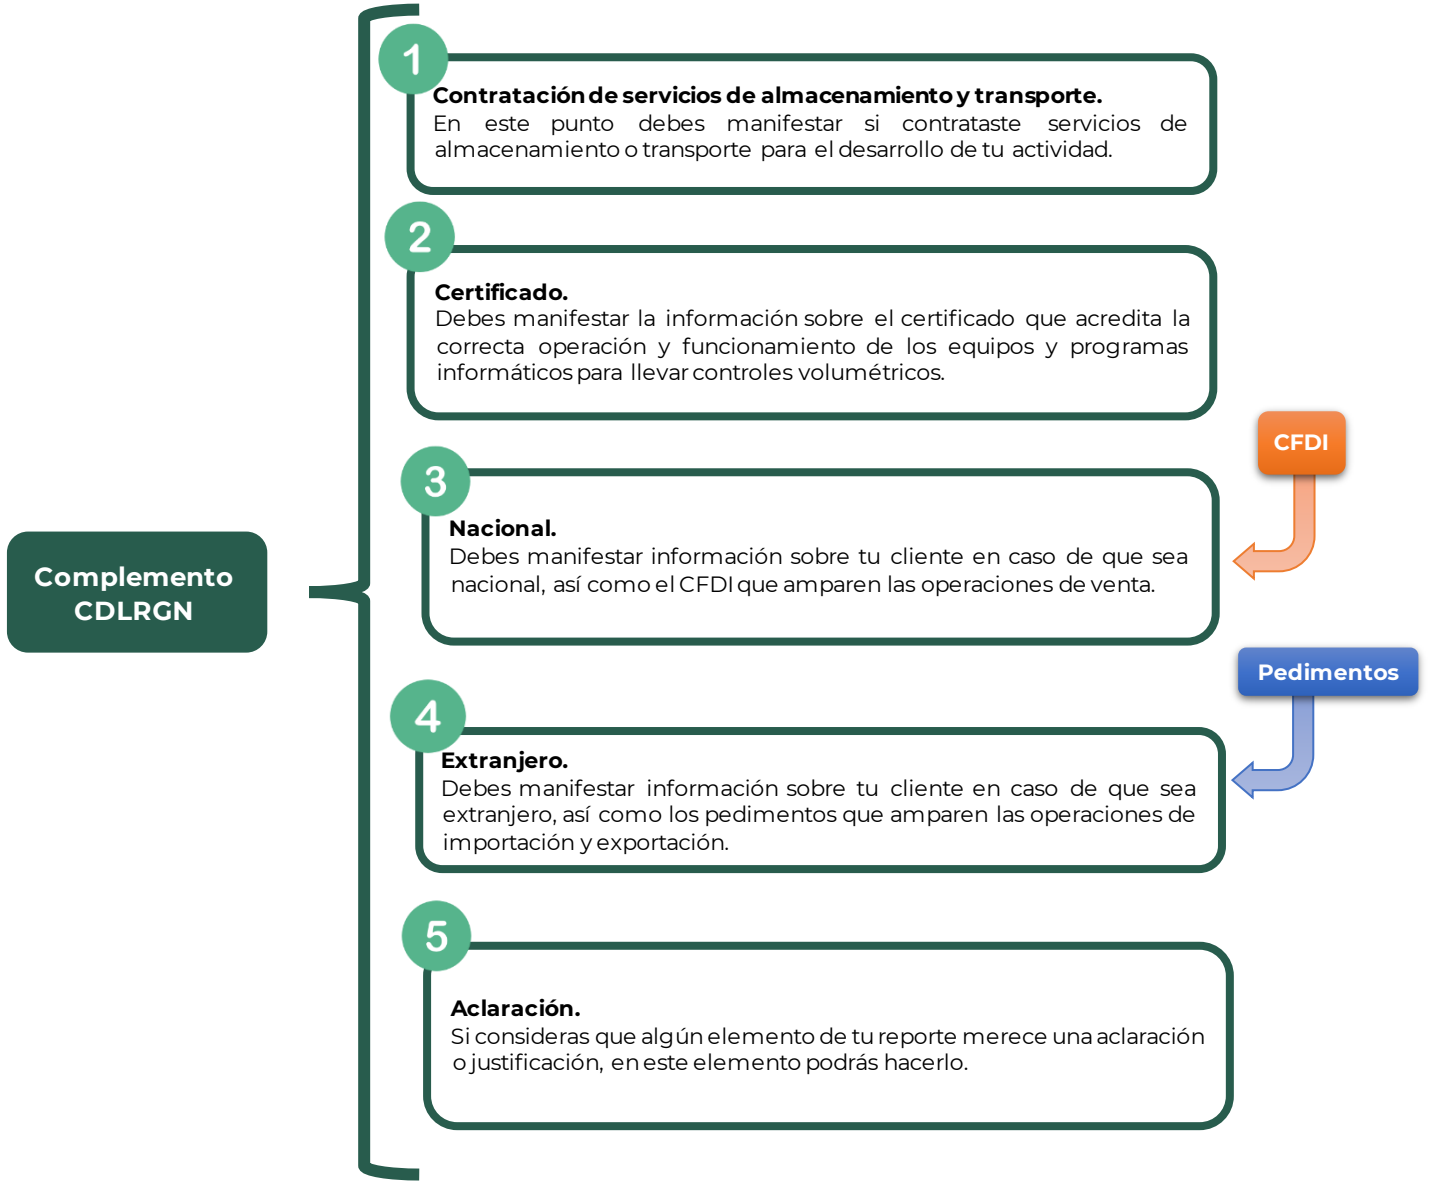 1
Contratación de servicios de almacenamiento y transporte.
En este punto debes manifestar si contrataste servicios de
almacenamiento o transporte para el desarrollo de tu actividad.
2
Certificado.
Debes manifestar la información sobre el certificado que acredita la
correcta operación y funcionamiento de los equipos y programas
informáticos para llevar controles volumétricos.
CFDI
3
Nacional.
Debes manifestar información sobre tu cliente en caso de que sea
nacional, así como el CFDI que amparen las operaciones de venta.
Complemento
CDLRGN
Pedimentos
4
Extranjero.
Debes manifestar información sobre tu cliente en caso de que sea
extranjero, así como los pedimentos que amparen las operaciones de
importación y exportación.
5
Aclaración.
Si consideras que algún elemento de tu reporte merece una aclaración
o justificación, en este elemento podrás hacerlo.